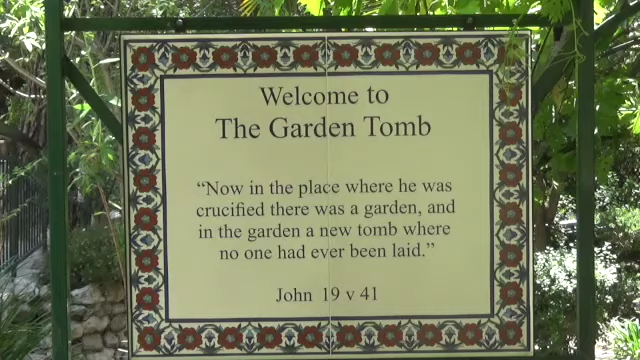 Welcome to
The Garden Tomb
“Now in the place where he was
crucified there was a garden, and
in the garden a new tomb where
no one had ever been laid.”
John 19 v 41